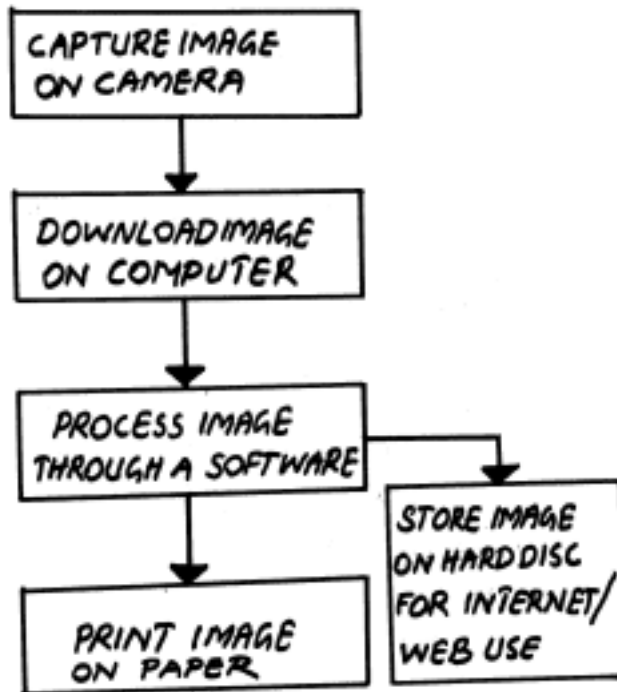 CAPTURE IMAGE
ON CAMERA
DOWNLOAD IMAGE
ON COMPUTER
PROCESS IMAGE
THROUGH A SOFTWARE
STORE IMAGE
ON HARD DISC
FOR INTERNET/
WEB USE
PRINT IMAGE
ON PAPER